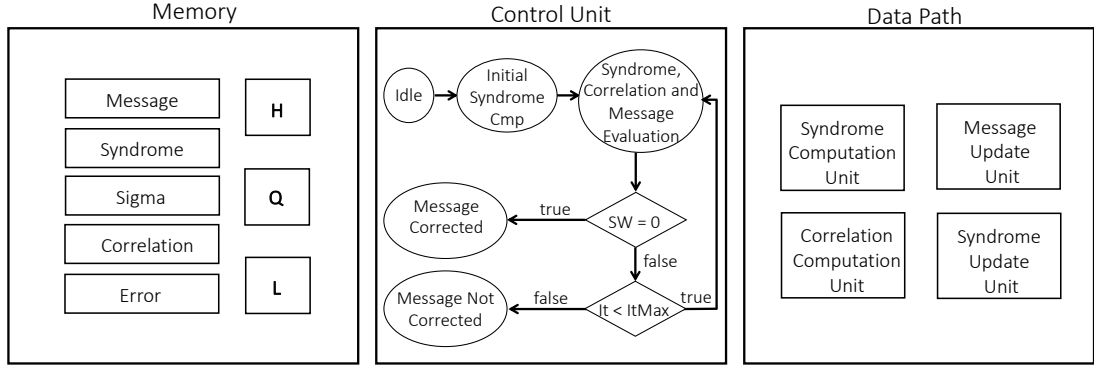 Memory
Message
Syndrome
Sigma
Correlation
Error
H
Q
L
Control Unit
Idle
Initial
Syndrome
Cmp
Syndrome,
Correlation and
Message
Evaluation
SW = 0
true
Message
Corrected
false
It < ItMax
true
false
Message Not
Corrected
Data Path
Syndrome
Computation
Unit
Message
Update
Unit
Correlation
Computation
Unit
Syndrome
Update
Unit